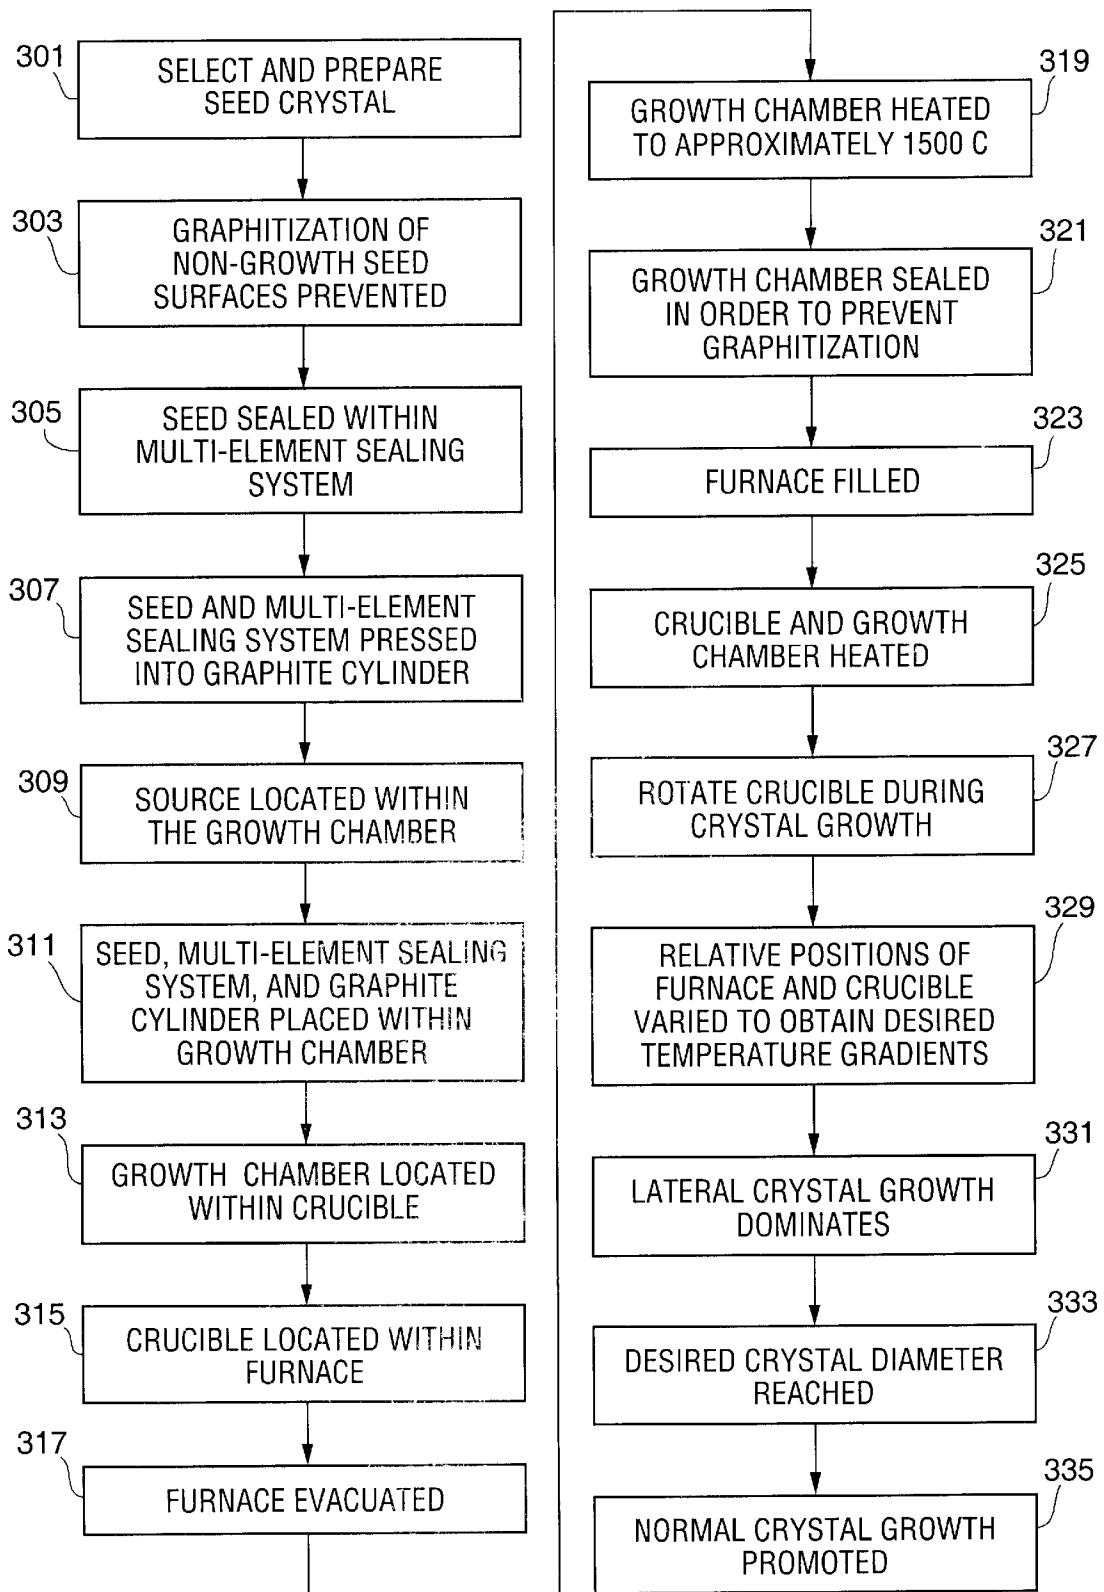 301
SELECT AND PREPARE
SEED CRYSTAL
303
GRAPHITIZATION OF
NON-GROWTH SEED
SURFACES PREVENTED
305
SEED SEALED WITHIN
MULTI-ELEMENT SEALING
SYSTEM
307
SEED AND MULTI-ELEMENT
SEALING SYSTEM PRESSED
INTO GRAPHITE CYLINDER
309
SOURCE LOCATED WITHIN
THE GROWTH CHAMBER
311
SEED, MULTI-ELEMENT SEALING
SYSTEM, AND GRAPHITE
CYLINDER PLACED WITHIN
GROWTH CHAMBER
313
GROWTH CHAMBER LOCATED
WITHIN CRUCIBLE
315
CRUCIBLE LOCATED WITHIN
FURNACE
317
FURNACE EVACUATED
319
GROWTH CHAMBER HEATED
TO APPROXIMATELY 1500 C
321
GROWTH CHAMBER SEALED
IN ORDER TO PREVENT
GRAPHITIZATION
323
FURNACE FILLED
325
CRUCIBLE AND GROWTH
CHAMBER HEATED
327
ROTATE CRUCIBLE DURING
CRYSTAL GROWTH
329
RELATIVE POSITIONS OF
FURNACE AND CRUCIBLE
VARIED TO OBTAIN DESIRED
TEMPERATURE GRADIENTS
331
LATERAL CRYSTAL GROWTH
DOMINATES
333
DESIRED CRYSTAL DIAMETER
REACHED
335
NORMAL CRYSTAL GROWTH
PROMOTED